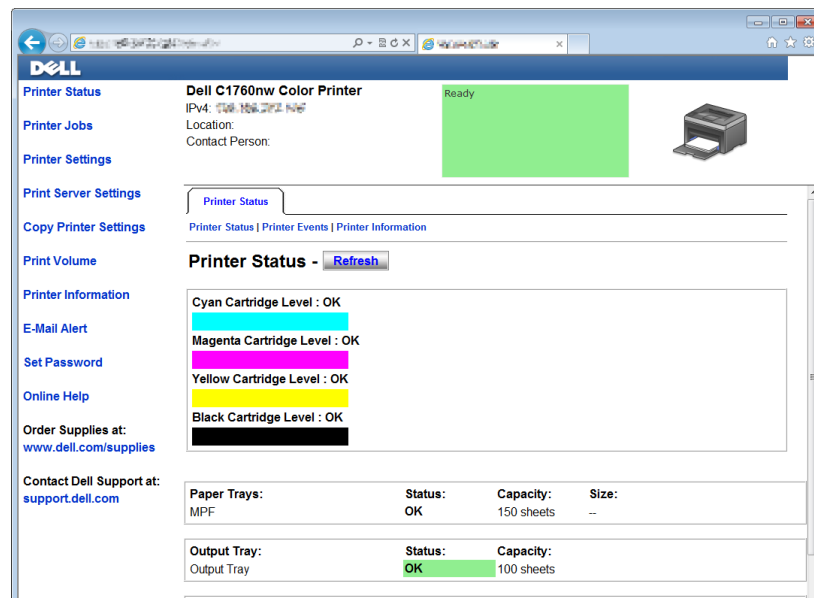 DELL
Printer Status
Printer Jobs
Printer Settings
Print Server Settings
Copy Printer Settings
Print Volume
Printer Information
E-Mail Alert
Set Password
Online Help
Order Supplies at:
www.dell.com/supplies
Contact Dell Support at:
support.dell.com
Dell C1760nw Color Printer
IPv4:
Location:
Contact Person:
Ready
Printer Status
Printer Status | Printer Events | Printer Information
Printer Status - Refresh
Cyan Cartridge Level : OK
Magenta Cartridge Level : OK
Yellow Cartridge Level : OK
Black Cartridge Level : OK
Paper Trays: Status: Capacity: Size:
MPF OK 150 sheets --
Output Tray: Status: Capacity:
Output Tray OK 100 sheets